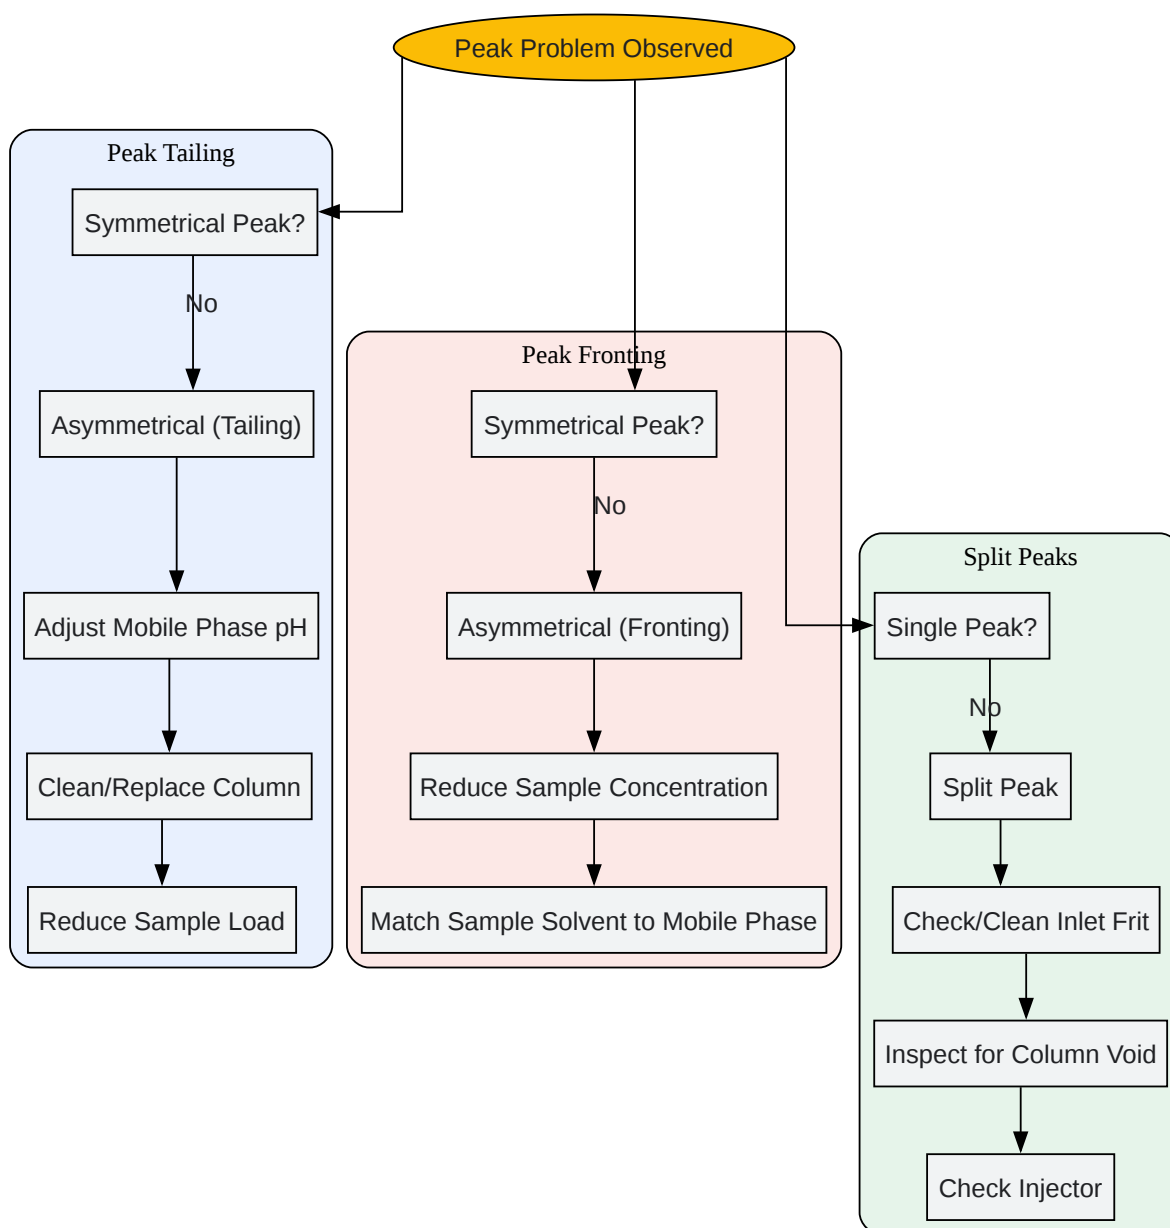 Peak Problem Observed
Peak Tailing
Symmetrical Peak?
No
Asymmetrical (Tailing)
Adjust Mobile Phase pH
Clean/Replace Column
Reduce Sample Load
Peak Fronting
Symmetrical Peak?
No
Asymmetrical (Fronting)
Reduce Sample Concentration
Match Sample Solvent to Mobile Phase
Split Peaks
Single Peak?
No
Split Peak
Check/Clean Inlet Frit
Inspect for Column Void
Check Injector